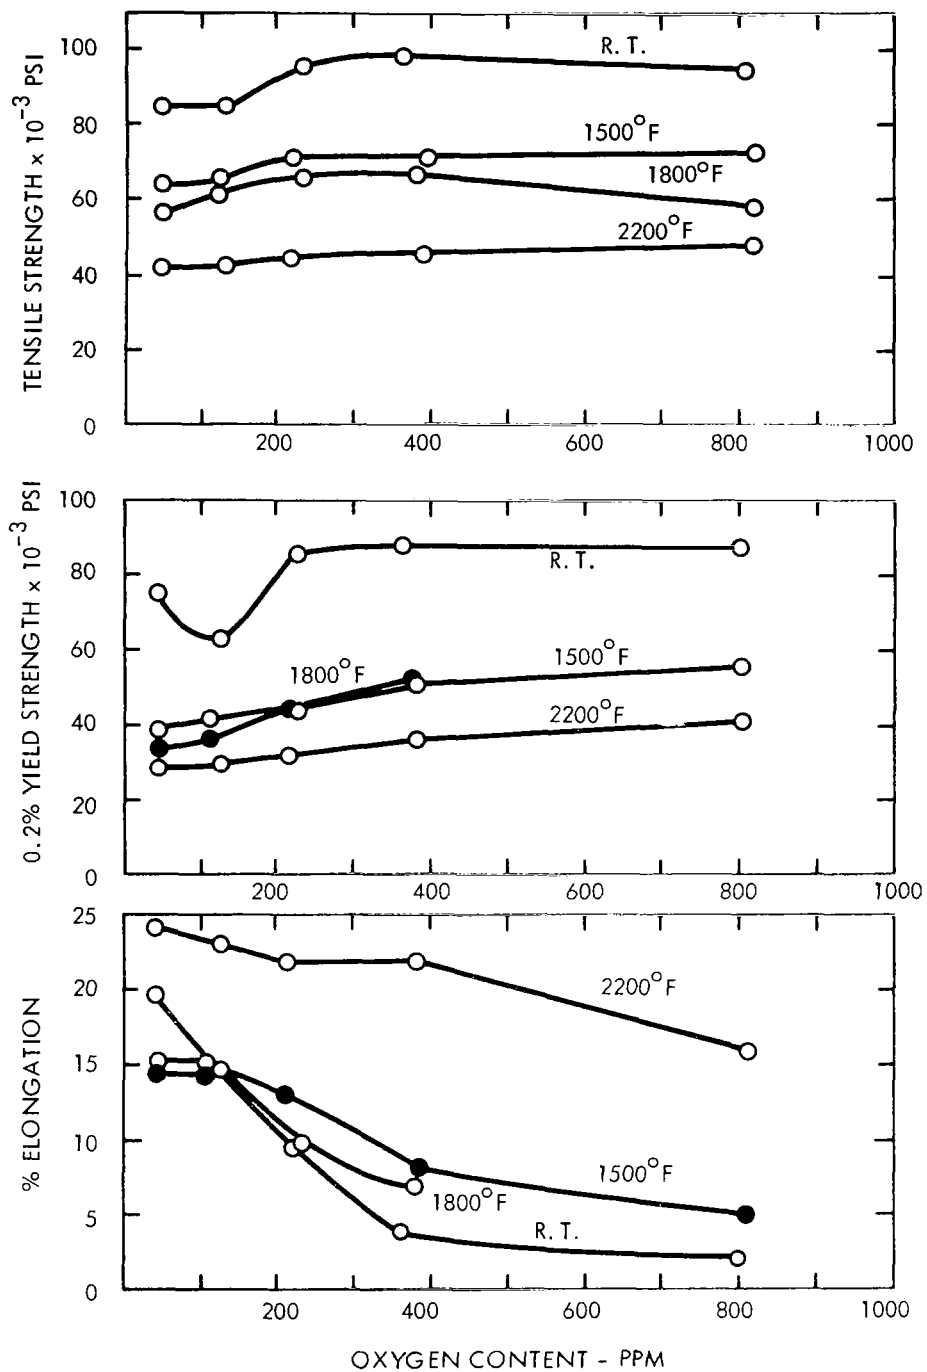 TENSILE STRENGTH × 10⁻³ PSI
100
80
60
40
20
0
R. T.
1500°F
1800°F
2200°F
200 400 600 800 1000
0.2% YIELD STRENGTH × 10⁻³ PSI
100
80
60
40
20
0
R. T.
1800°F
1500°F
2200°F
200 400 600 800 1000
% ELONGATION
25
20
15
10
5
0
2200°F
1500°F
1800°F
R. T.
200 400 600 800 1000
OXYGEN CONTENT - PPM